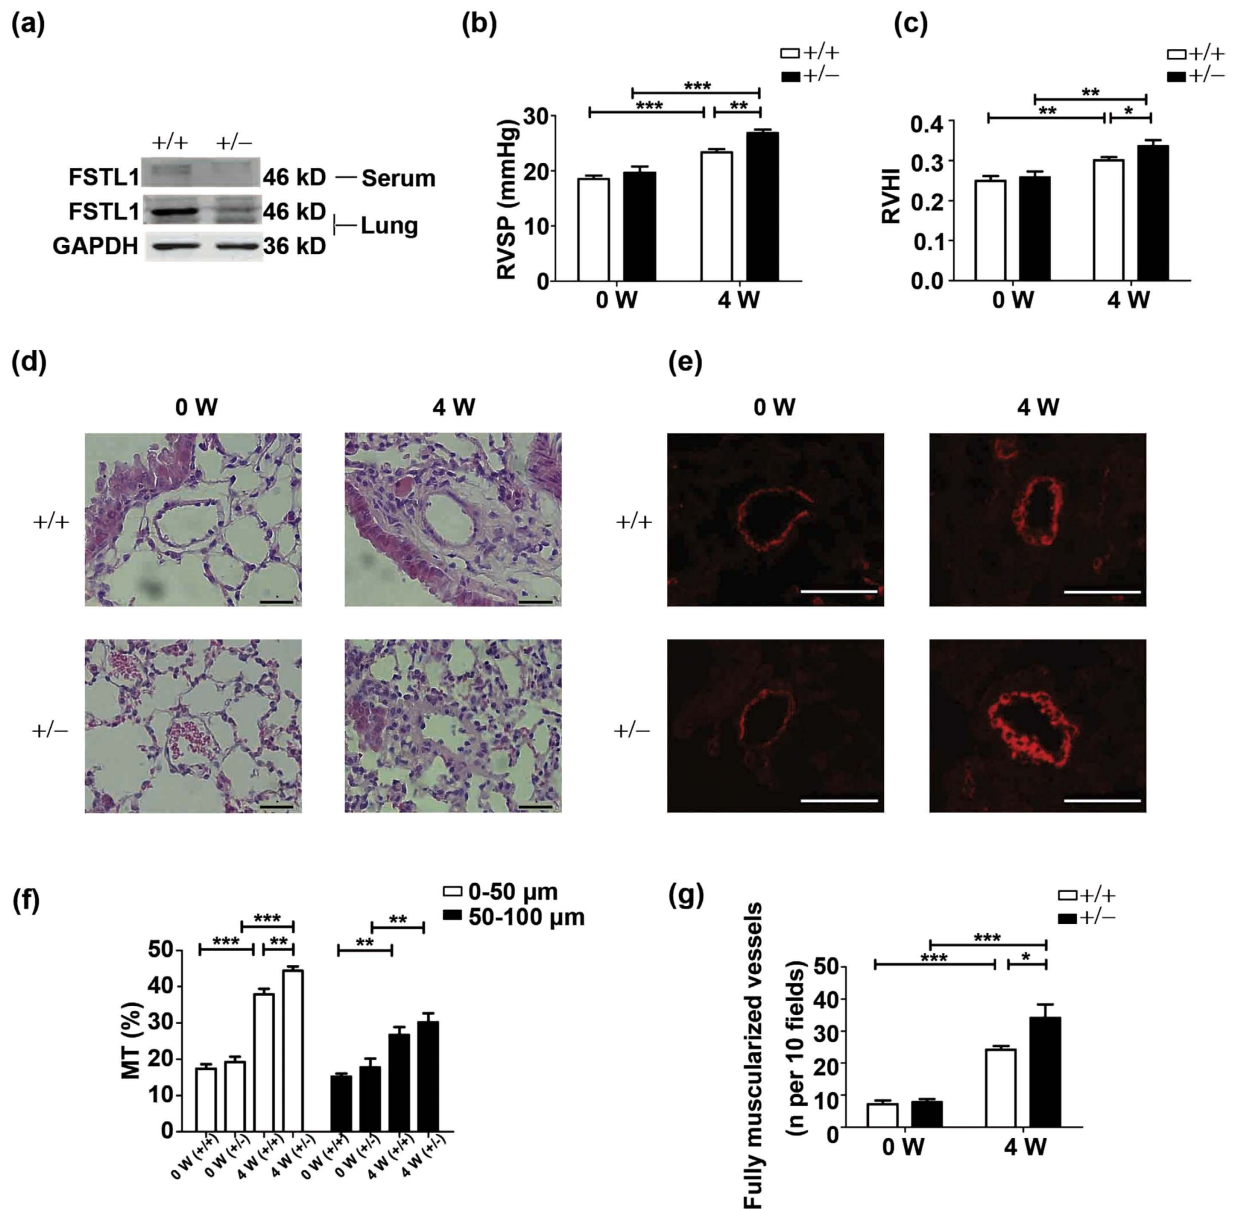 (a)
+/+ +/−
FSTL1 46 kD Serum
FSTL1 46 kD
Lung
GAPDH 36 kD
(b)
+/+
+/−
***
*** **
RVSP (mmHg)
30
20
10
0
0 W 4 W
(c)
+/+
+/−
**
** *
RVHI
0.4
0.3
0.2
0.1
0.0
0 W 4 W
(d)
0 W 4 W
+/+
+/−
(e)
0 W 4 W
+/+
+/−
(f)
0-50 µm
50-100 µm
*** **
*** ** **
MT (%)
50
40
30
20
10
0
0 W (+/+) 0 W (+/-) 4 W (+/+) 4 W (+/-) 0 W (+/+) 0 W (+/-) 4 W (+/+) 4 W (+/-)
(g)
+/+
+/−
***
*** *
Fully muscularized vessels
(n per 10 fields)
50
40
30
20
10
0
0 W 4 W